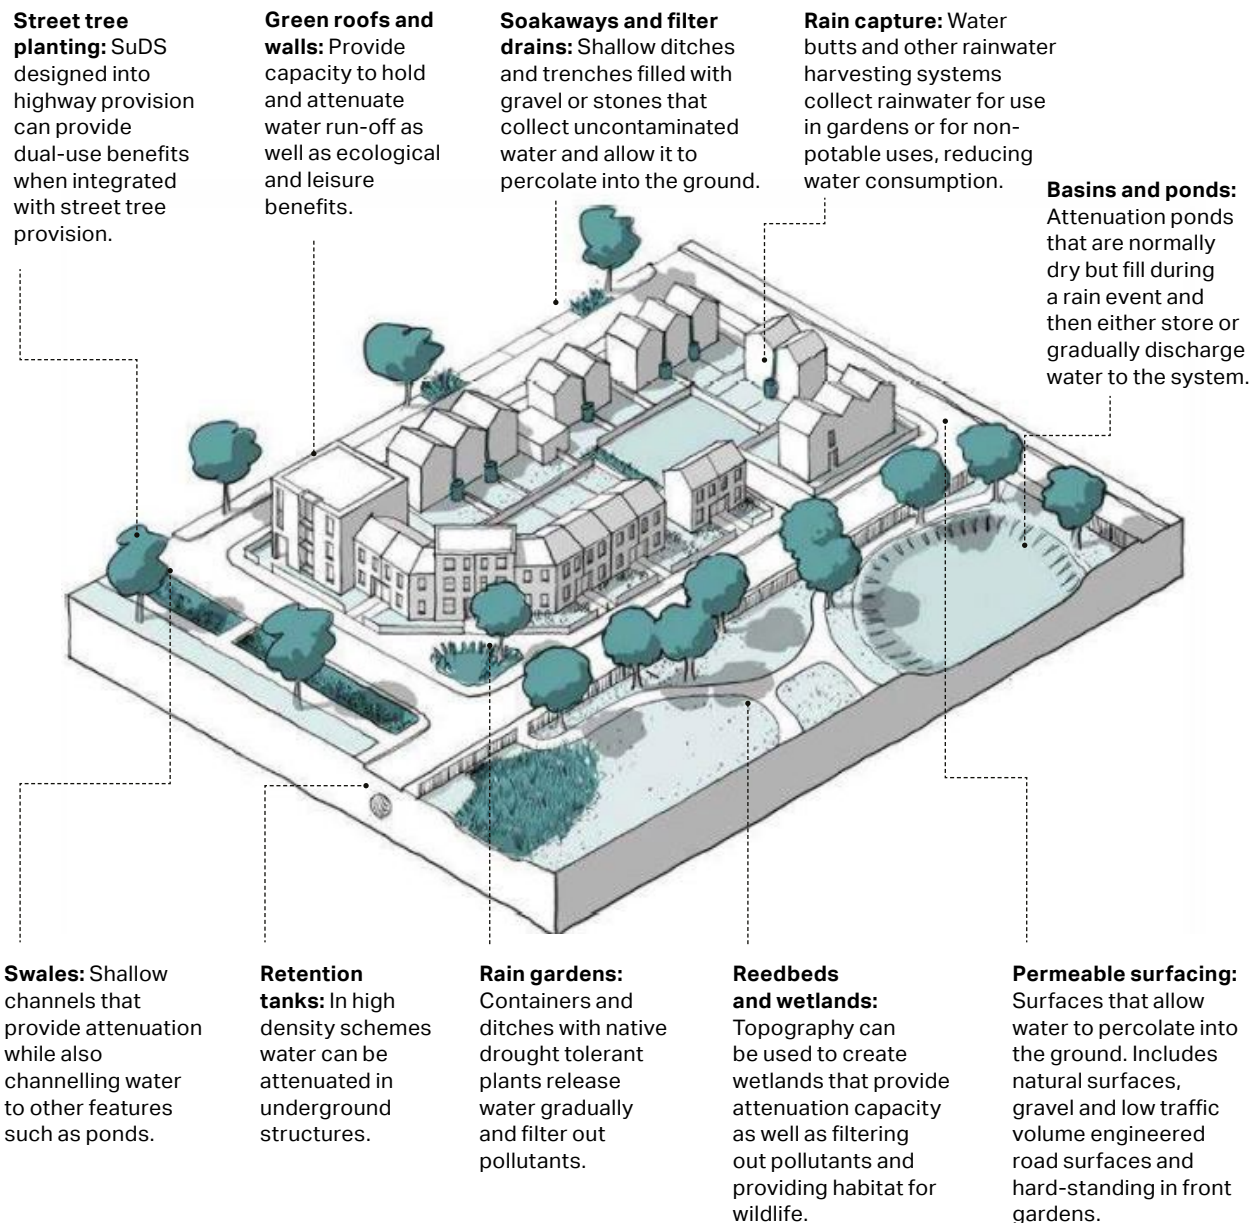 Street tree
planting: SuDS
designed into
highway provision
can provide
dual-use benefits
when integrated
with street tree
provision.
Green roofs and
walls: Provide
capacity to hold
and attenuate
water run-off as
well as ecological
and leisure
benefits.
Soakaways and filter
drains: Shallow ditches
and trenches filled with
gravel or stones that
collect uncontaminated
water and allow it to
percolate into the ground.
Rain capture: Water
butts and other rainwater
harvesting systems
collect rainwater for use
in gardens or for non-
potable uses, reducing
water consumption.
Basins and ponds:
Attenuation ponds
that are normally
dry but fill during
a rain event and
then either store or
gradually discharge
water to the system.
Swales: Shallow
channels that
provide attenuation
while also
channelling water
to other features
such as ponds.
Retention
tanks: In high
density schemes
water can be
attenuated in
underground
structures.
Rain gardens:
Containers and
ditches with native
drought tolerant
plants release
water gradually
and filter out
pollutants.
Reedbeds
and wetlands:
Topography can
be used to create
wetlands that provide
attenuation capacity
as well as filtering
out pollutants and
providing habitat for
wildlife.
Permeable surfacing:
Surfaces that allow
water to percolate into
the ground. Includes
natural surfaces,
gravel and low traffic
volume engineered
road surfaces and
hard-standing in front
gardens.